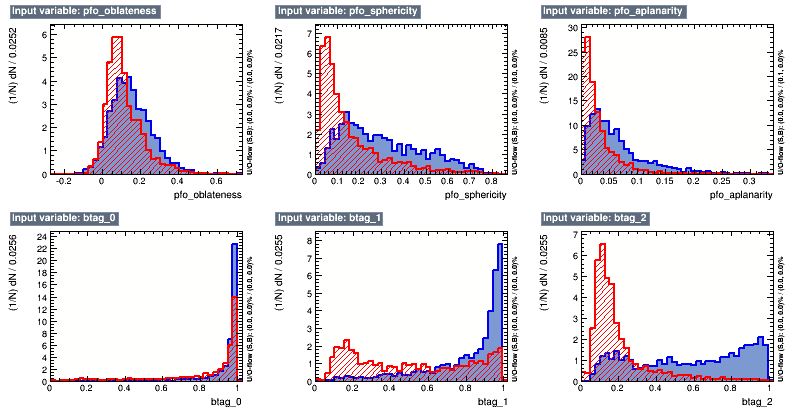 Input variable: pfo_oblateness
(1/N) dN / 0.0252
6
5
4
3
2
1
0
-0.2 0 0.2 0.4 0.6
pfo_oblateness
U/O-flow (S,B): (0.0, 0.0)% / (0.0, 0.0)%
Input variable: pfo_sphericity
(1/N) dN / 0.0217
7
6
5
4
3
2
1
0
0 0.1 0.2 0.3 0.4 0.5 0.6 0.7 0.8
pfo_sphericity
U/O-flow (S,B): (0.0, 0.0)% / (0.0, 0.0)%
Input variable: pfo_aplanarity
(1/N) dN / 0.0085
30
25
20
15
10
5
0
0 0.05 0.1 0.15 0.2 0.25 0.3
pfo_aplanarity
U/O-flow (S,B): (0.0, 0.0)% / (0.1, 0.0)%
Input variable: btag_0
(1/N) dN / 0.0256
24
22
20
18
16
14
12
10
8
6
4
2
0
0 0.2 0.4 0.6 0.8 1
btag_0
U/O-flow (S,B): (0.0, 0.0)% / (0.0, 0.0)%
Input variable: btag_1
(1/N) dN / 0.0255
8
7
6
5
4
3
2
1
0
0 0.2 0.4 0.6 0.8 1
btag_1
U/O-flow (S,B): (0.0, 0.0)% / (0.0, 0.0)%
Input variable: btag_2
(1/N) dN / 0.0255
7
6
5
4
3
2
1
0
0 0.2 0.4 0.6 0.8 1
btag_2
U/O-flow (S,B): (0.0, 0.0)% / (0.0, 0.0)%